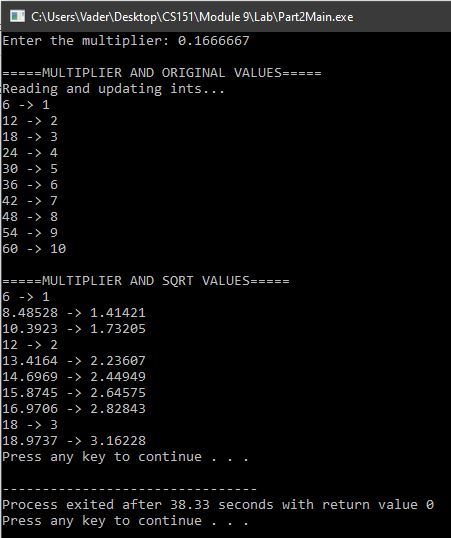 C:\Users\Vader\Desktop\CS151\Module 9\Lab\Part2Main.exe
Enter the multiplier: 0.1666667
=====MULTIPLIER AND ORIGINAL VALUES=====
Reading and updating ints...
6 -> 1
12 -> 2
18 -> 3
24 -> 4
30 -> 5
36 -> 6
42 -> 7
48 -> 8
54 -> 9
60 -> 10
=====MULTIPLIER AND SQRT VALUES=====
6 -> 1
8.48528 -> 1.41421
10.3923 -> 1.73205
12 -> 2
13.4164 -> 2.23607
14.6969 -> 2.44949
15.8745 -> 2.64575
16.9706 -> 2.82843
18 -> 3
18.9737 -> 3.16228
Press any key to continue . . .
--------------------------------
Process exited after 38.33 seconds with return value 0
Press any key to continue . . .